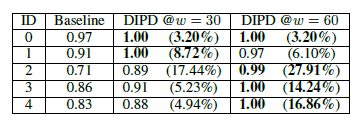 ID Baseline DIPD @w = 30 DIPD @w = 60
0 0.97 1.00 (3.20%) 1.00 (3.20%)
1 0.91 1.00 (8.72%) 0.97 (6.10%)
2 0.71 0.89 (17.44%) 0.99 (27.91%)
3 0.86 0.91 (5.23%) 1.00 (14.24%)
4 0.83 0.88 (4.94%) 1.00 (16.86%)